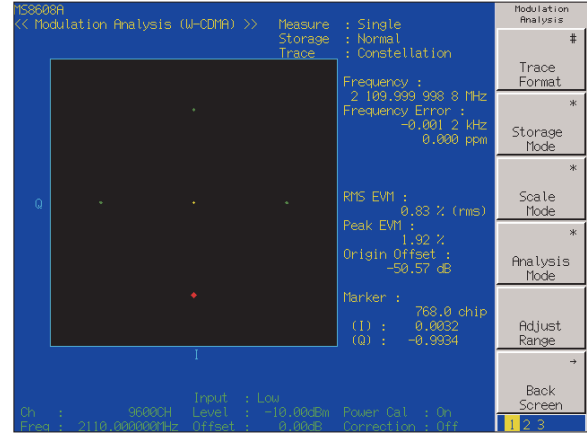 MS8608A
<< Modulation Analysis (W-CDMA) >>
Measure : Single
Storage : Normal
Trace : Constellation
Frequency :
2 109.999 998 8 MHz
Frequency Error :
-0.001 2 kHz
0.000 ppm
RMS EVM :
0.83 % (rms)
Peak EVM :
1.92 %
Origin Offset :
-50.57 dB
Marker :
768.0 chip
(I) : 0.0032
(Q) : -0.9934
Q
I
Input : Low
Ch : 9600CH Level : -10.00dBm Power Cal : On
Freq : 2110.000000MHz Offset : 0.00dB Correction : Off
Modulation
Analysis
#
Trace
Format
*
Storage
Mode
*
Scale
Mode
*
Analysis
Mode
Adjust
Range
→
Back
Screen
1 2 3